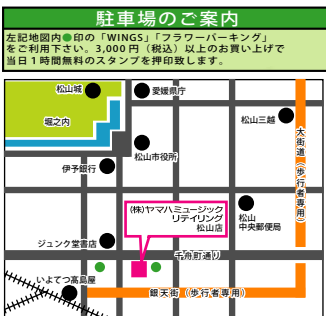 駐車場のご案内
左記地図内●印の「WINGS」「フラワーパーキング」
をご利用下さい。3,000円（税込）以上のお買い上げで
当日１時間無料のスタンプを押印致します。
松山城
愛媛県庁
堀之内
松山三越
大街道（歩行者専用）
松山市役所
伊予銀行
(株)ヤマハミュージック
リテイリング
松山店
松山
中央郵便局
ジュンク堂書店
千舟町通り
いよてつ高島屋
銀天街（歩行者専用）